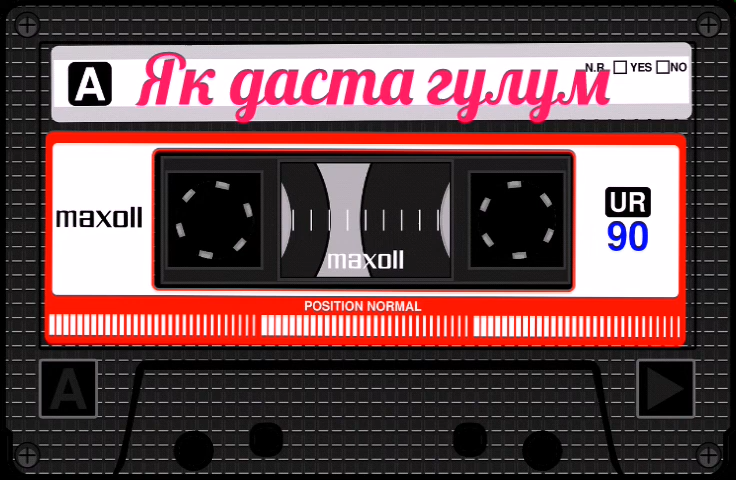 A Як даста гулум N.R. YES NO
maxoll
UR
90
maxoll
POSITION NORMAL
A